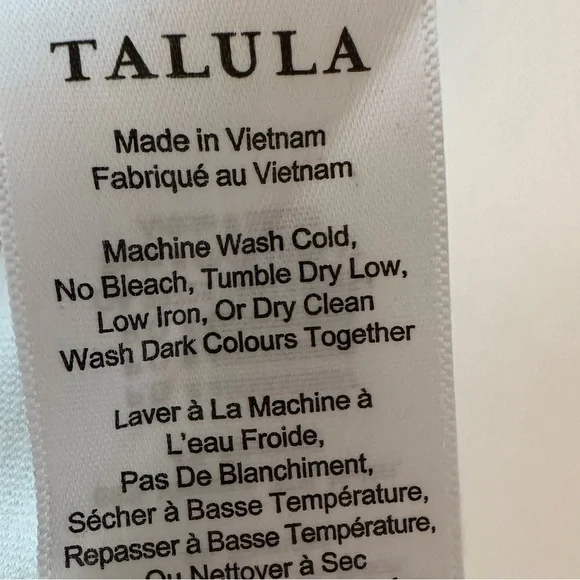 TALULA
Made in Vietnam
Fabriqué au Vietnam
Machine Wash Cold,
No Bleach, Tumble Dry Low,
Low Iron, Or Dry Clean
Wash Dark Colours Together
Laver à La Machine à
L'eau Froide,
Pas De Blanchiment,
Sécher à Basse Température,
Repasser à Basse Température,
Ou Nettoyer à Sec